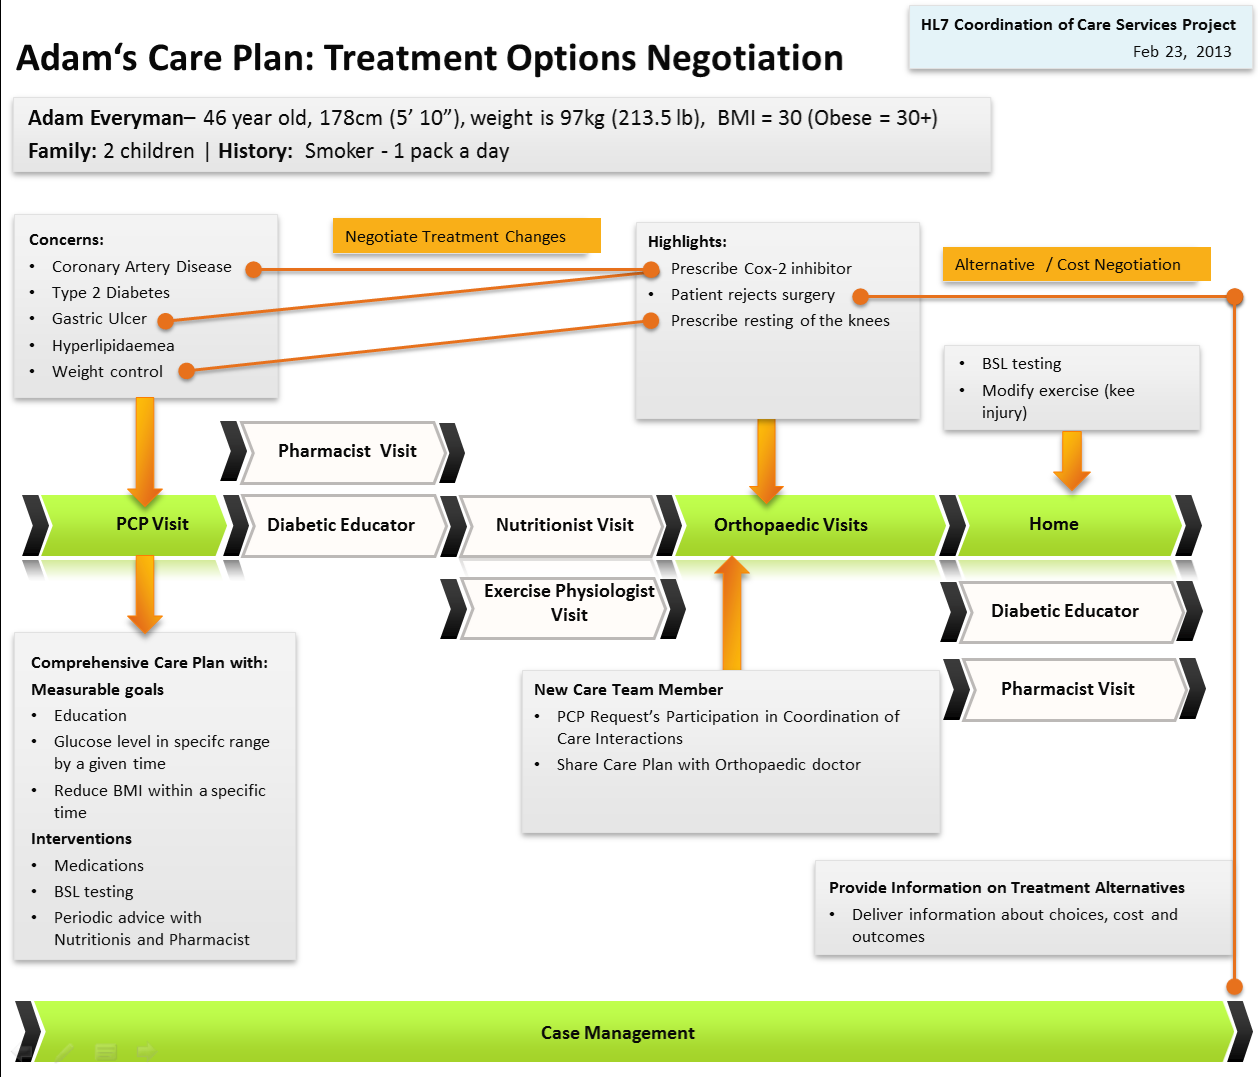 HL7 Coordination of Care Services Project
Feb 23, 2013
Adam‘s Care Plan: Treatment Options Negotiation
Adam Everyman– 46 year old, 178cm (5’ 10”), weight is 97kg (213.5 lb), BMI = 30 (Obese = 30+)
Family: 2 children | History: Smoker - 1 pack a day
Concerns:
• Coronary Artery Disease
• Type 2 Diabetes
• Gastric Ulcer
• Hyperlipidaemea
• Weight control
Negotiate Treatment Changes
Highlights:
• Prescribe Cox-2 inhibitor
• Patient rejects surgery
• Prescribe resting of the knees
Alternative / Cost Negotiation
• BSL testing
• Modify exercise (kee
injury)
Pharmacist Visit
PCP Visit
Diabetic Educator
Nutritionist Visit
Orthopaedic Visits
Home
Exercise Physiologist
Visit
Diabetic Educator
Pharmacist Visit
Comprehensive Care Plan with:
Measurable goals
• Education
• Glucose level in specifc range
by a given time
• Reduce BMI within a specific
time
Interventions
• Medications
• BSL testing
• Periodic advice with
Nutritionis and Pharmacist
New Care Team Member
• PCP Request’s Participation in Coordination of
Care Interactions
• Share Care Plan with Orthopaedic doctor
Provide Information on Treatment Alternatives
• Deliver information about choices, cost and
outcomes
Case Management